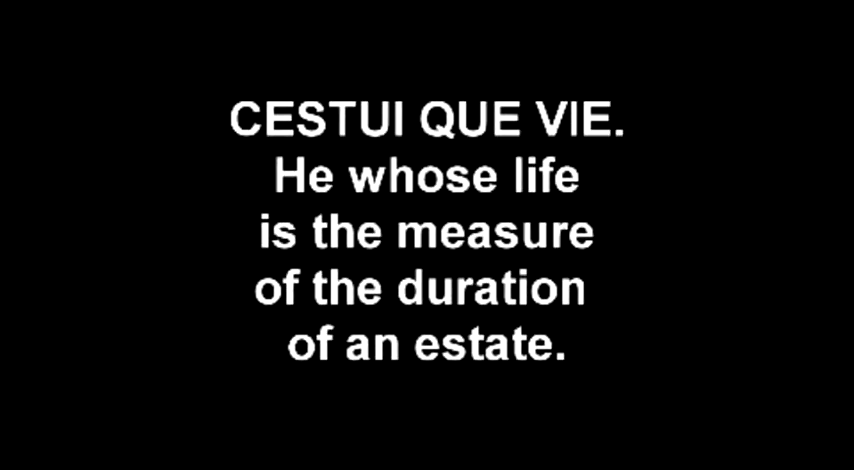 CESTUI QUE VIE.
He whose life
is the measure
of the duration
of an estate.